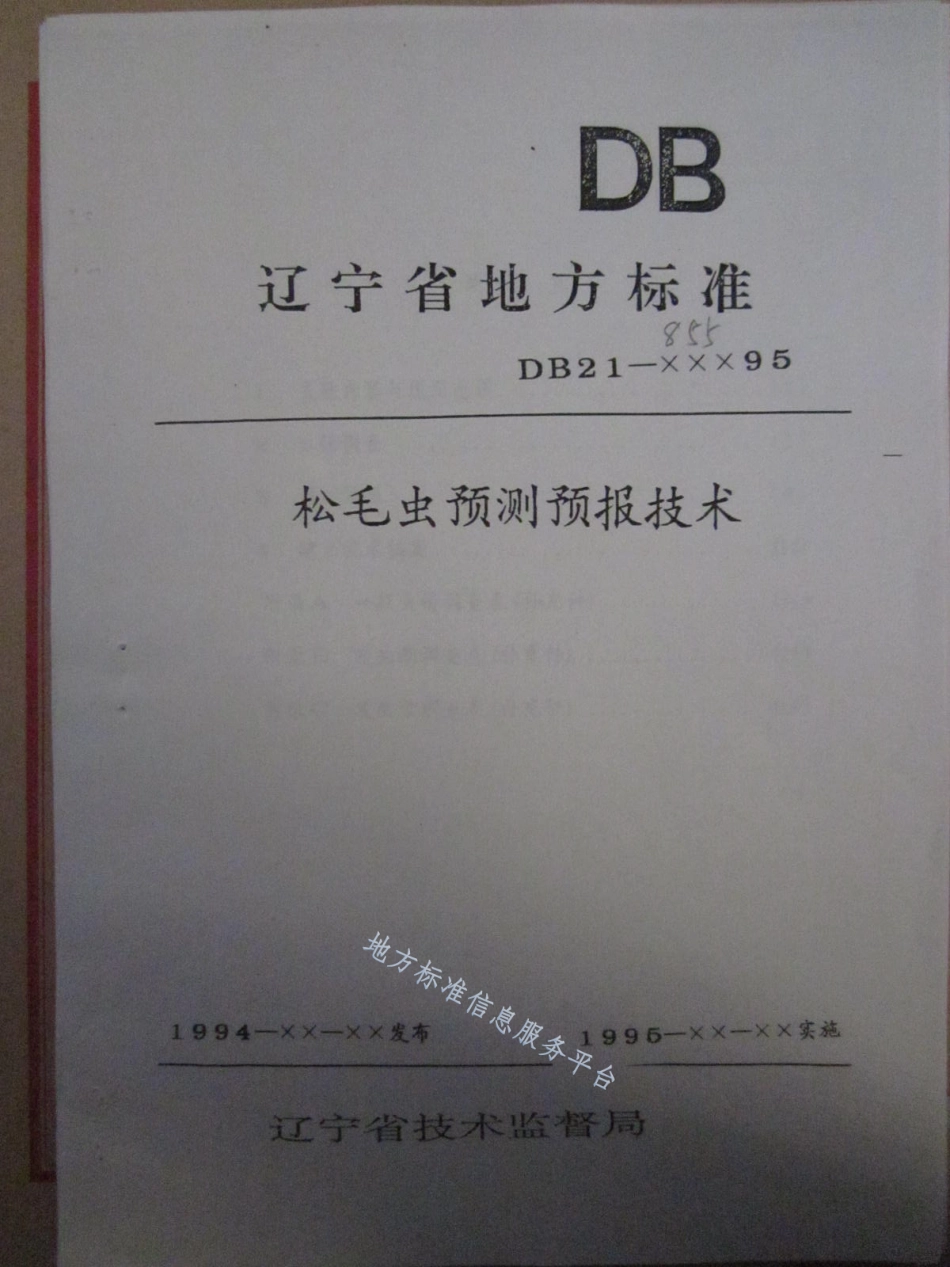 DB
辽宁省地方标准
855
DB21—×××95
松毛虫预测预报技术
地方标准信息服务平台
1994—××—××发布
1995—××—××实施
辽宁省技术监督局